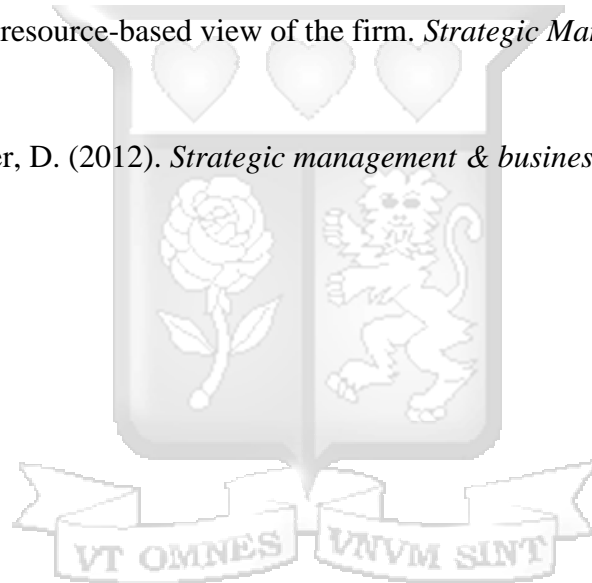 resource-based view of the firm. Strategic Ma
er, D. (2012). Strategic management & busines
VT OMNES VNVM SINT